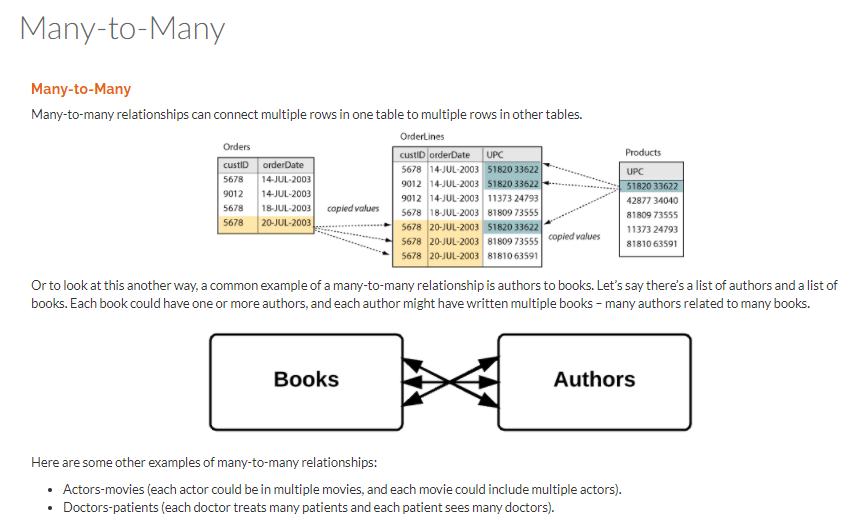 Many-to-Many
Many-to-Many
Many-to-many relationships can connect multiple rows in one table to multiple rows in other tables.
Orders
custID orderDate
5678 14-JUL-2003
9012 14-JUL-2003
5678 18-JUL-2003
5678 20-JUL-2003
copied values
OrderLines
custID orderDate UPC
5678 14-JUL-2003 51820 33622
9012 14-JUL-2003 51820 33622
9012 14-JUL-2003 11373 24793
5678 18-JUL-2003 81809 73555
5678 20-JUL-2003 51820 33622
5678 20-JUL-2003 81809 73555
5678 20-JUL-2003 81810 63591
copied values
Products
UPC
51820 33622
42877 34040
81809 73555
11373 24793
81810 63591
Or to look at this another way, a common example of a many-to-many relationship is authors to books. Let's say there's a list of authors and a list of
books. Each book could have one or more authors, and each author might have written multiple books – many authors related to many books.
Books
Authors
Here are some other examples of many-to-many relationships:
• Actors-movies (each actor could be in multiple movies, and each movie could include multiple actors).
• Doctors-patients (each doctor treats many patients and each patient sees many doctors).